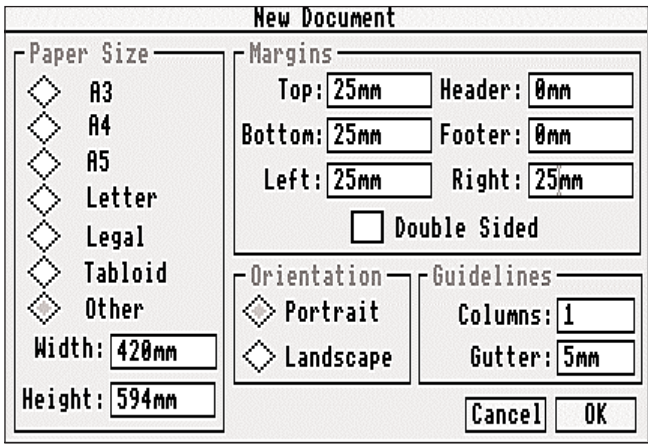 New Document
Paper Size
A3
A4
A5
Letter
Legal
Tabloid
Other
Width: 420mm
Height: 594mm
Margins
Top: 25mm Header: 0mm
Bottom: 25mm Footer: 0mm
Left: 25mm Right: 25mm
Double Sided
Orientation
Portrait
Landscape
Guidelines
Columns: 1
Gutter: 5mm
Cancel OK